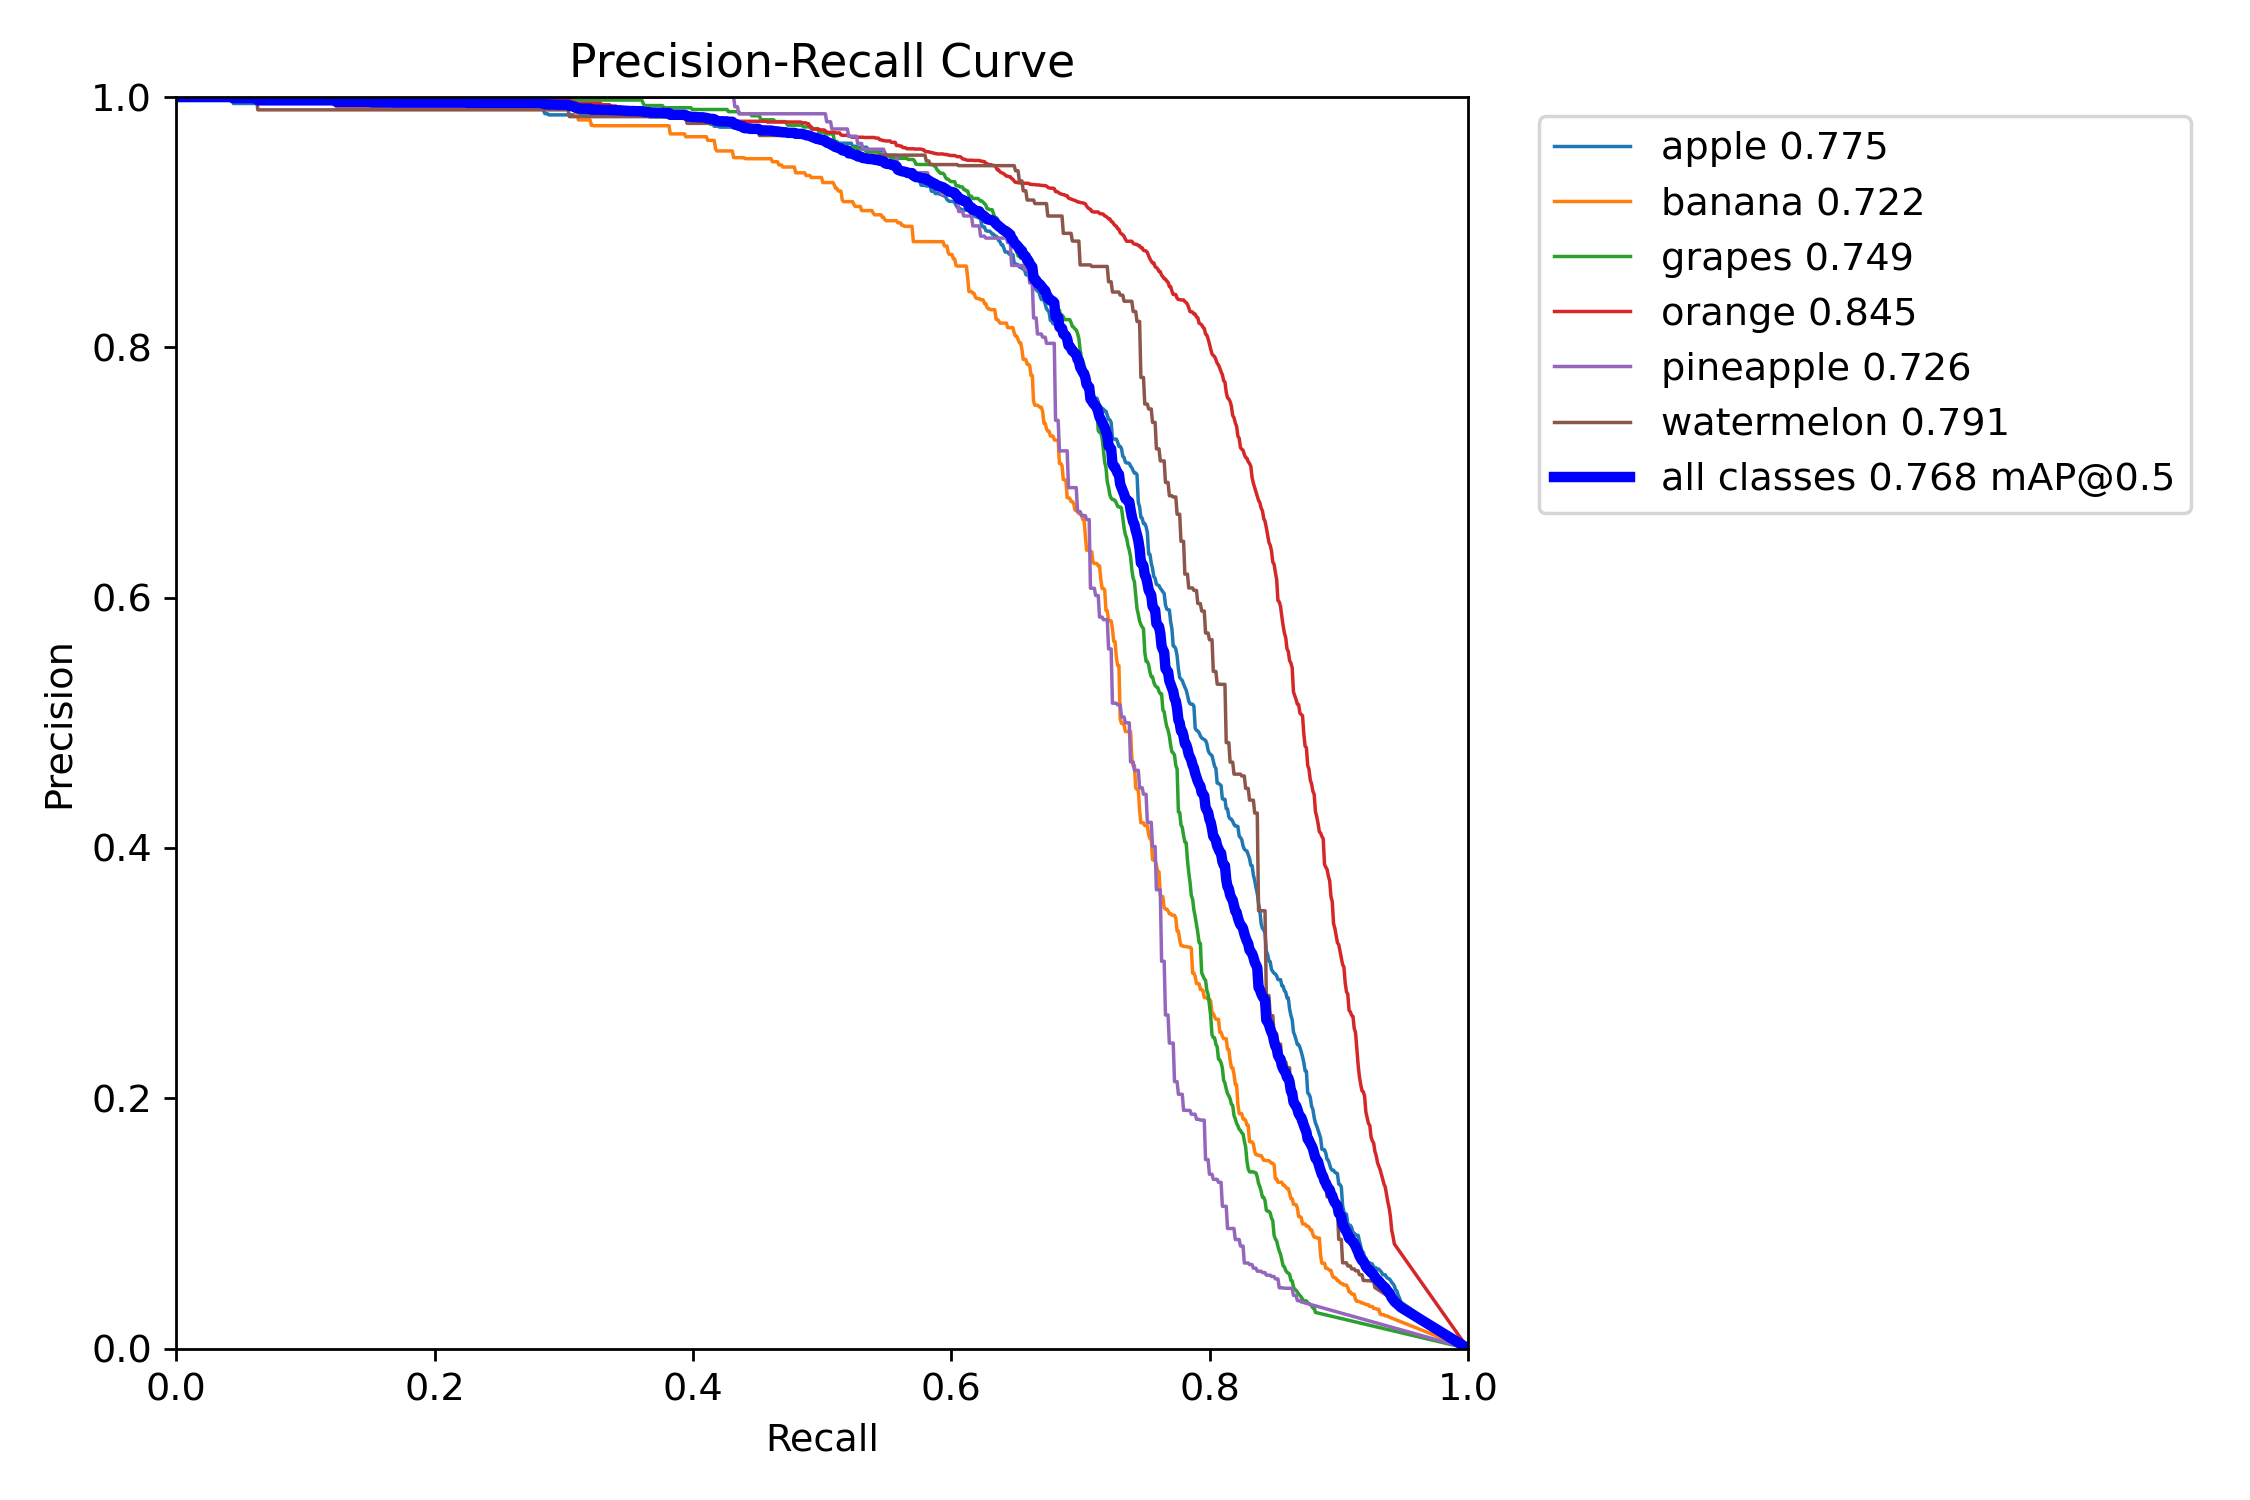 Precision-Recall Curve
1.0
0.8
0.6
0.4
0.2
0.0
Precision
0.0 0.2 0.4 0.6 0.8 1.0
Recall
apple 0.775
banana 0.722
grapes 0.749
orange 0.845
pineapple 0.726
watermelon 0.791
all classes 0.768 mAP@0.5